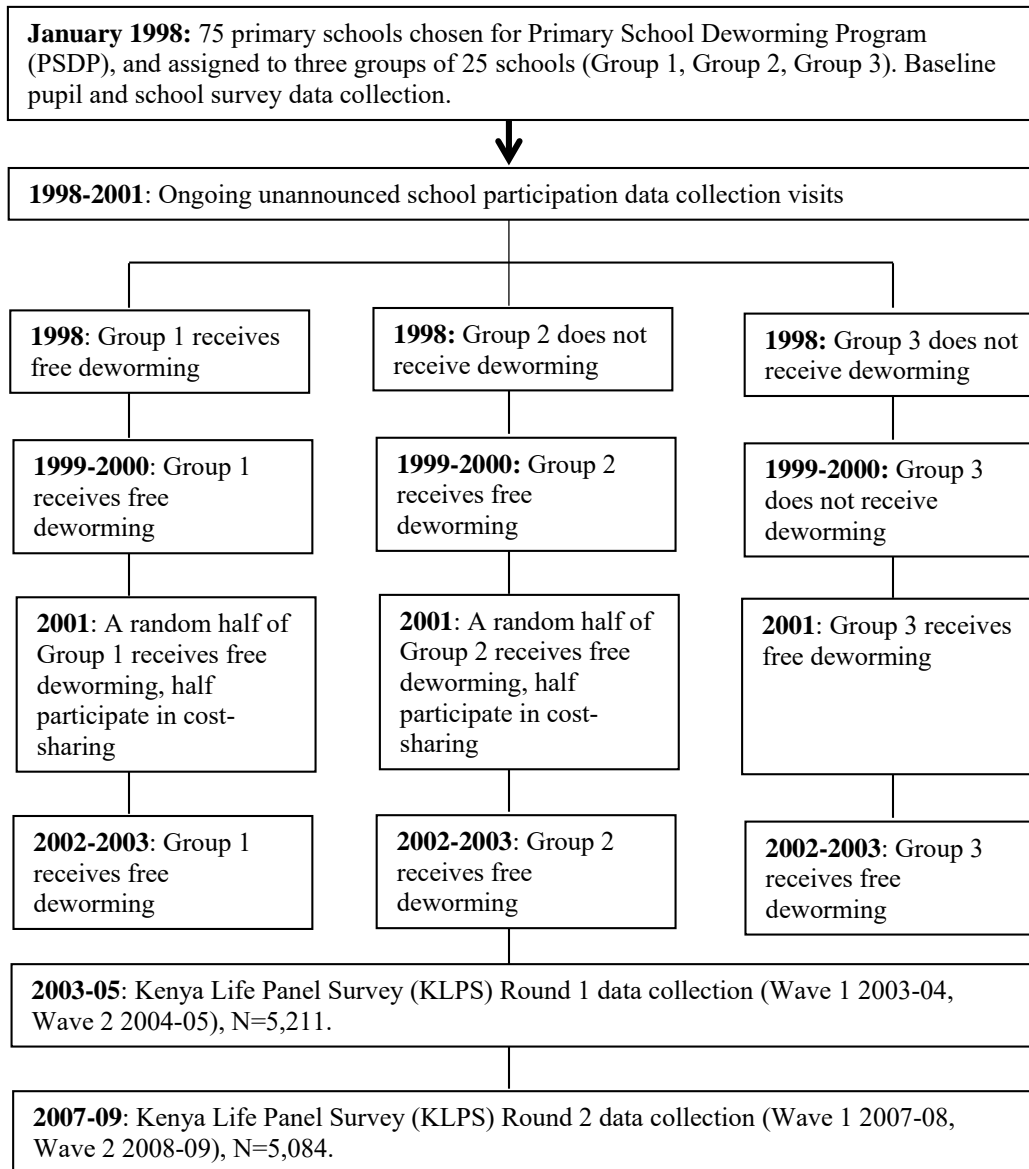 January 1998: 75 primary schools chosen for Primary School Deworming Program
(PSDP), and assigned to three groups of 25 schools (Group 1, Group 2, Group 3). Baseline
pupil and school survey data collection.
1998-2001: Ongoing unannounced school participation data collection visits
1998: Group 1 receives
free deworming
1998: Group 2 does not
receive deworming
1998: Group 3 does not
receive deworming
1999-2000: Group 1
receives free
deworming
1999-2000: Group 2
receives free
deworming
1999-2000: Group 3
does not receive
deworming
2001: A random half of
Group 1 receives free
deworming, half
participate in cost-
sharing
2001: A random half of
Group 2 receives free
deworming, half
participate in cost-
sharing
2001: Group 3 receives
free deworming
2002-2003: Group 1
receives free
deworming
2002-2003: Group 2
receives free
deworming
2002-2003: Group 3
receives free
deworming
2003-05: Kenya Life Panel Survey (KLPS) Round 1 data collection (Wave 1 2003-04,
Wave 2 2004-05), N=5,211.
2007-09: Kenya Life Panel Survey (KLPS) Round 2 data collection (Wave 1 2007-08,
Wave 2 2008-09), N=5,084.